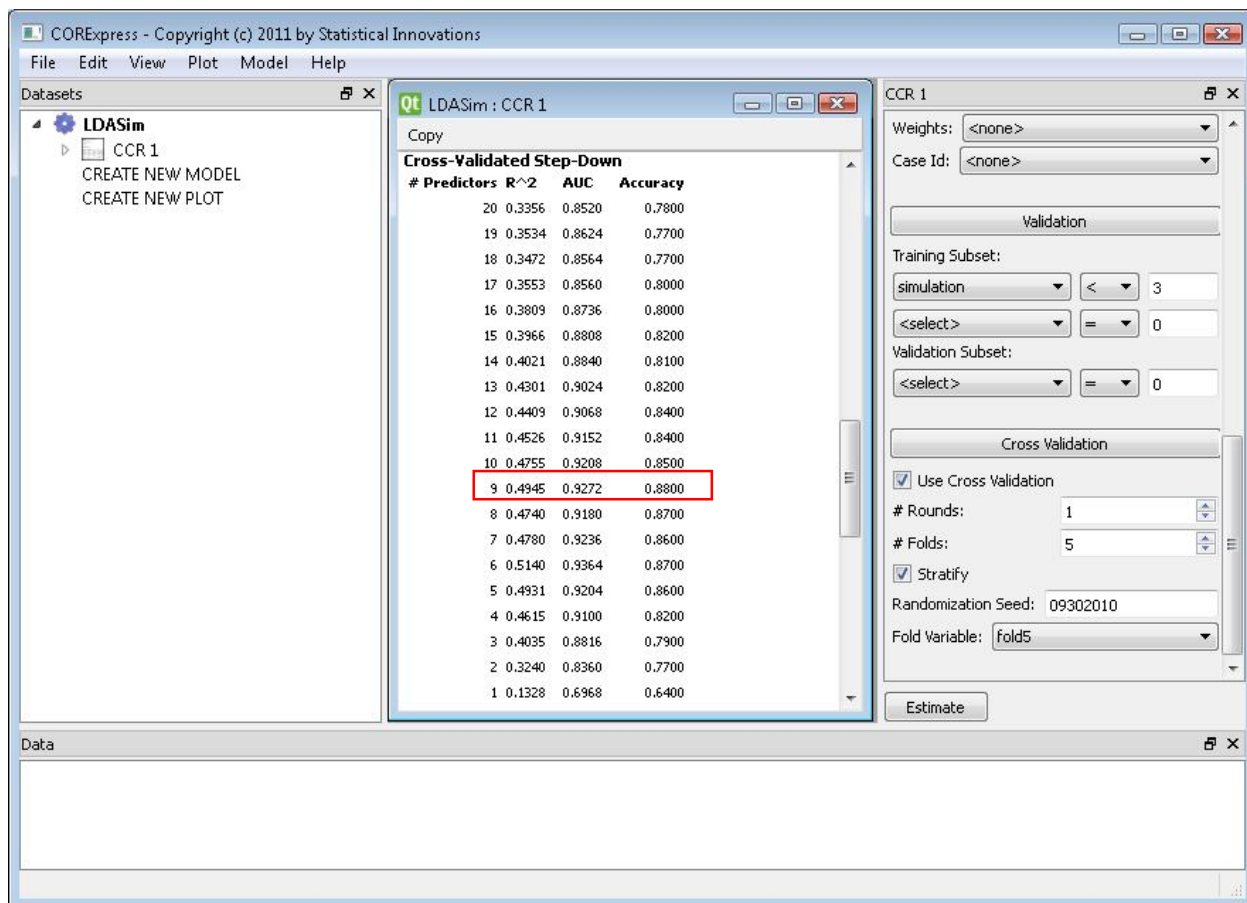 CORExpress - Copyright (c) 2011 by Statistical Innovations
File Edit View Plot Model Help
Datasets
LDASim
CCR 1
CREATE NEW MODEL
CREATE NEW PLOT
Qt LDASim : CCR 1
Copy
Cross-Validated Step-Down
# Predictors R^2 AUC Accuracy
20 0.3356 0.8520 0.7800
19 0.3534 0.8624 0.7700
18 0.3472 0.8564 0.7700
17 0.3553 0.8560 0.8000
16 0.3809 0.8736 0.8000
15 0.3966 0.8808 0.8200
14 0.4021 0.8840 0.8100
13 0.4301 0.9024 0.8200
12 0.4409 0.9068 0.8400
11 0.4526 0.9152 0.8400
10 0.4755 0.9208 0.8500
9 0.4945 0.9272 0.8800
8 0.4740 0.9180 0.8700
7 0.4780 0.9236 0.8600
6 0.5140 0.9364 0.8700
5 0.4931 0.9204 0.8600
4 0.4615 0.9100 0.8200
3 0.4035 0.8816 0.7900
2 0.3240 0.8360 0.7700
1 0.1328 0.6968 0.6400
CCR 1
Weights: <none>
Case Id: <none>
Validation
Training Subset:
simulation < 3
<select> = 0
Validation Subset:
<select> = 0
Cross Validation
Use Cross Validation
# Rounds: 1
# Folds: 5
Stratify
Randomization Seed: 09302010
Fold Variable: fold5
Estimate
Data